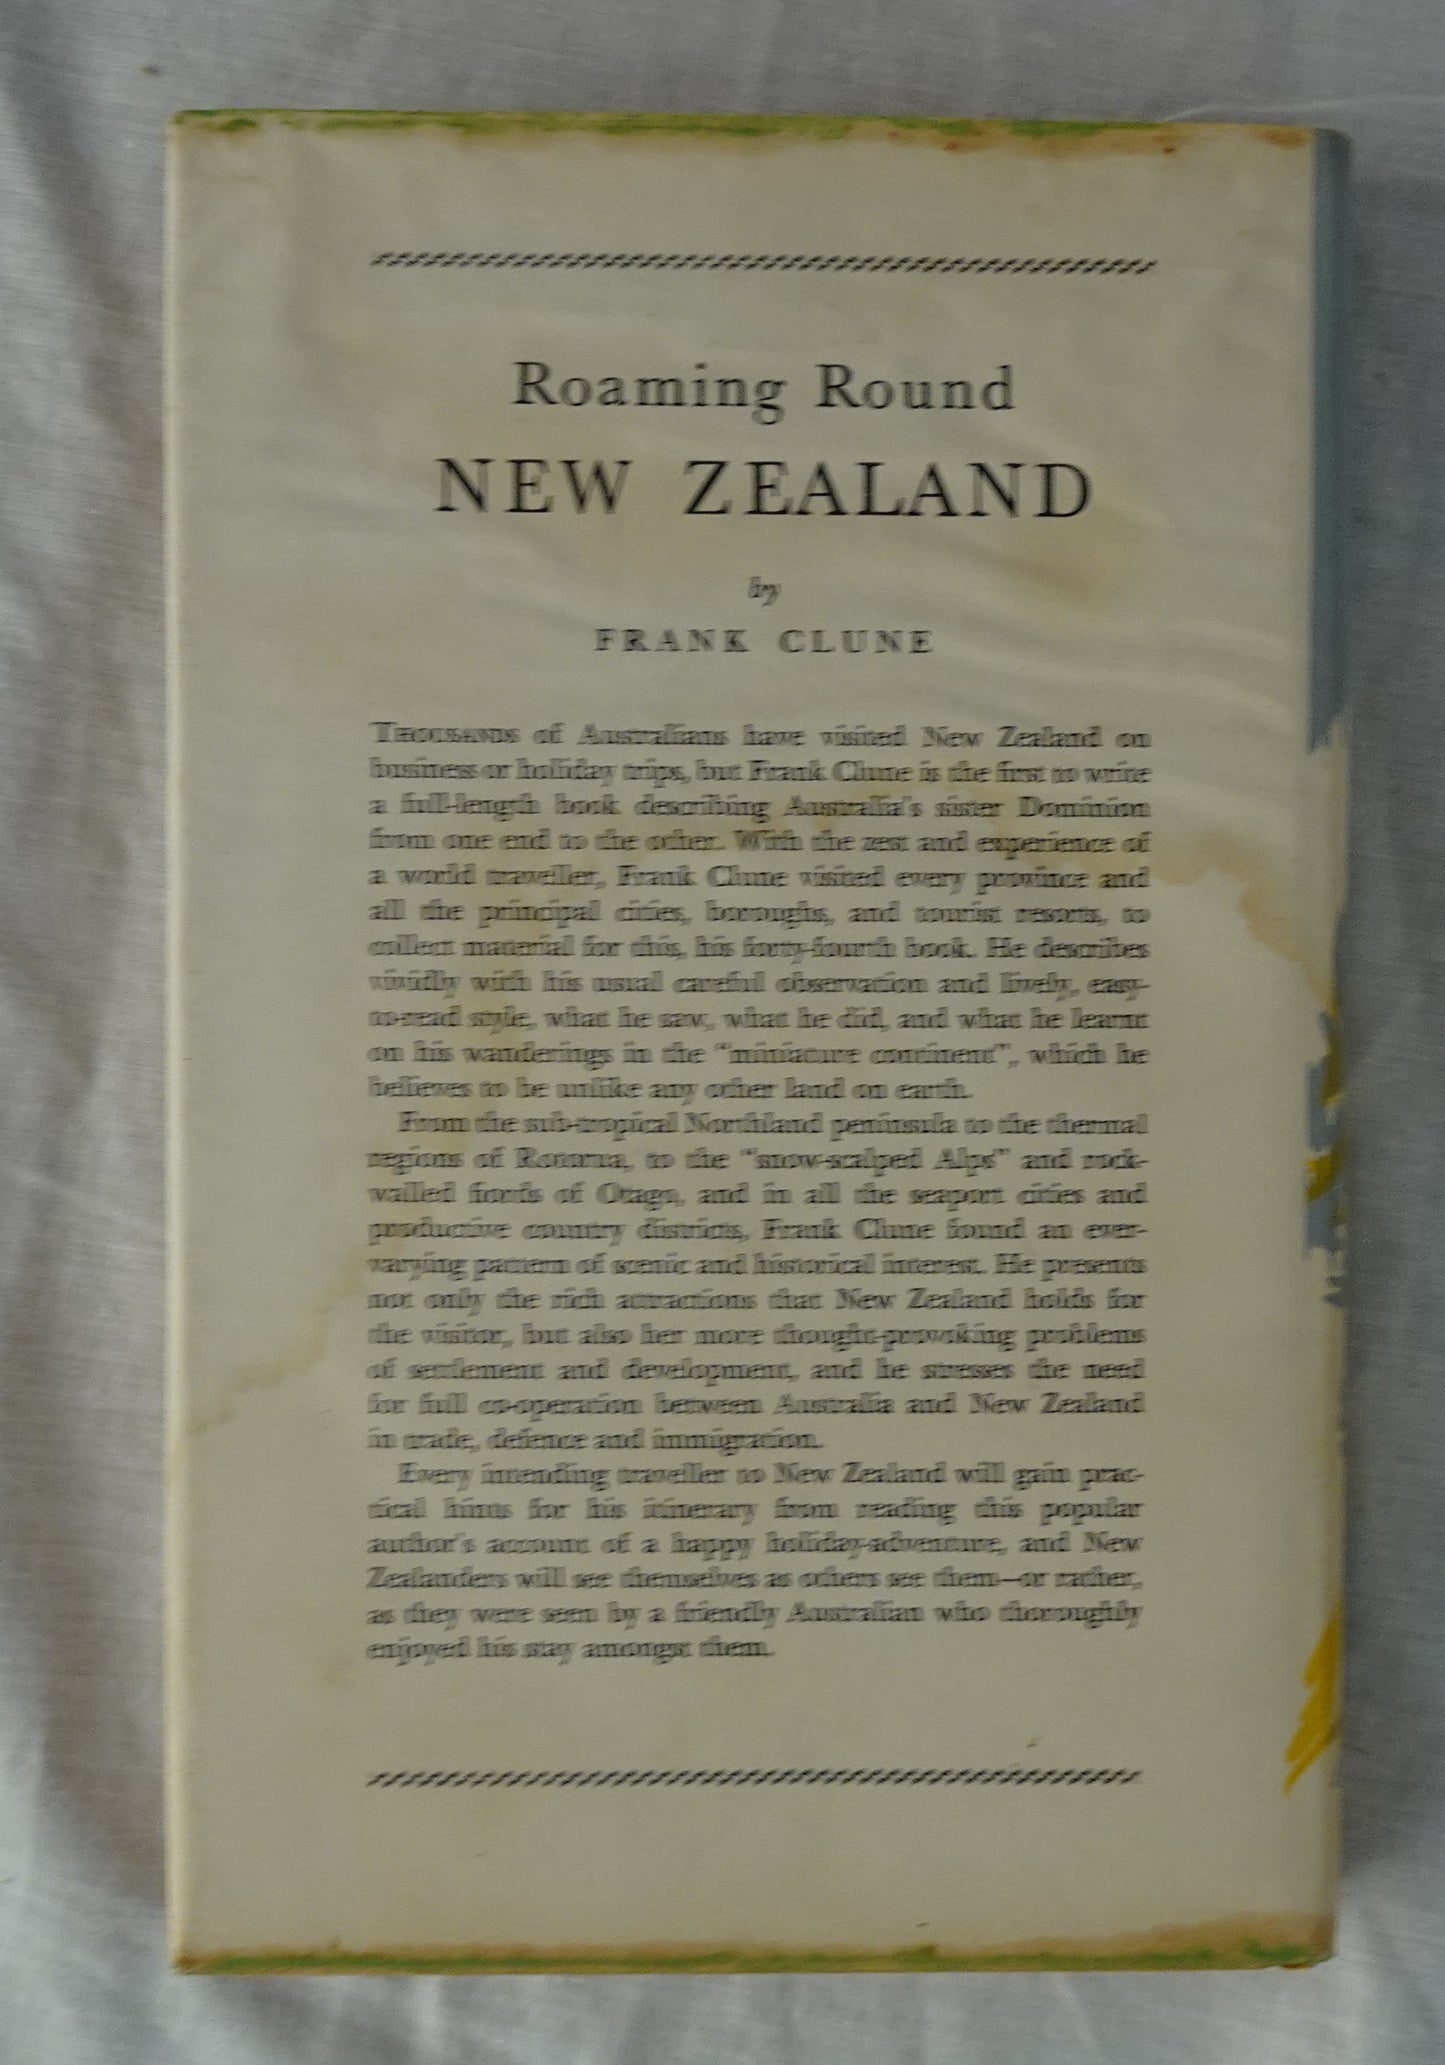 Roaming Round
NEW ZEALAND
by
FRANK CLUNE
THOUSANDS of Australians have visited New Zealand on
business or holiday trips, but Frank Clune is the first to write
a full-length book describing Australia's sister Dominion
from one end to the other. With the zest and experience of
a world traveller, Frank Clune visited every province and
all the principal cities, boroughs, and tourist resorts, to
collect material for this, his forty-fourth book. He describes
vividly with his usual careful observation and lively, easy-
to-read style, what he saw, what he did, and what he learnt
on his wanderings in the "miniature continent", which he
believes to be unlike any other land on earth.
From the sub-tropical Northland peninsula to the thermal
regions of Rotorua, to the "snow-scalped Alps" and rock-
walled fiords of Otago, and in all the seaport cities and
productive country districts, Frank Clune found an ever-
varying pattern of scenic and historical interest. He presents
not only the rich attractions that New Zealand holds for
the visitor, but also her more thought-provoking problems
of settlement and development, and he stresses the need
for full co-operation between Australia and New Zealand
in trade, defence and immigration.
Every intending traveller to New Zealand will gain prac-
tical hints for his itinerary from reading this popular
author's account of a happy holiday-adventure, and New
Zealanders will see themselves as others see them—or rather,
as they were seen by a friendly Australian who thoroughly
enjoyed his stay amongst them.